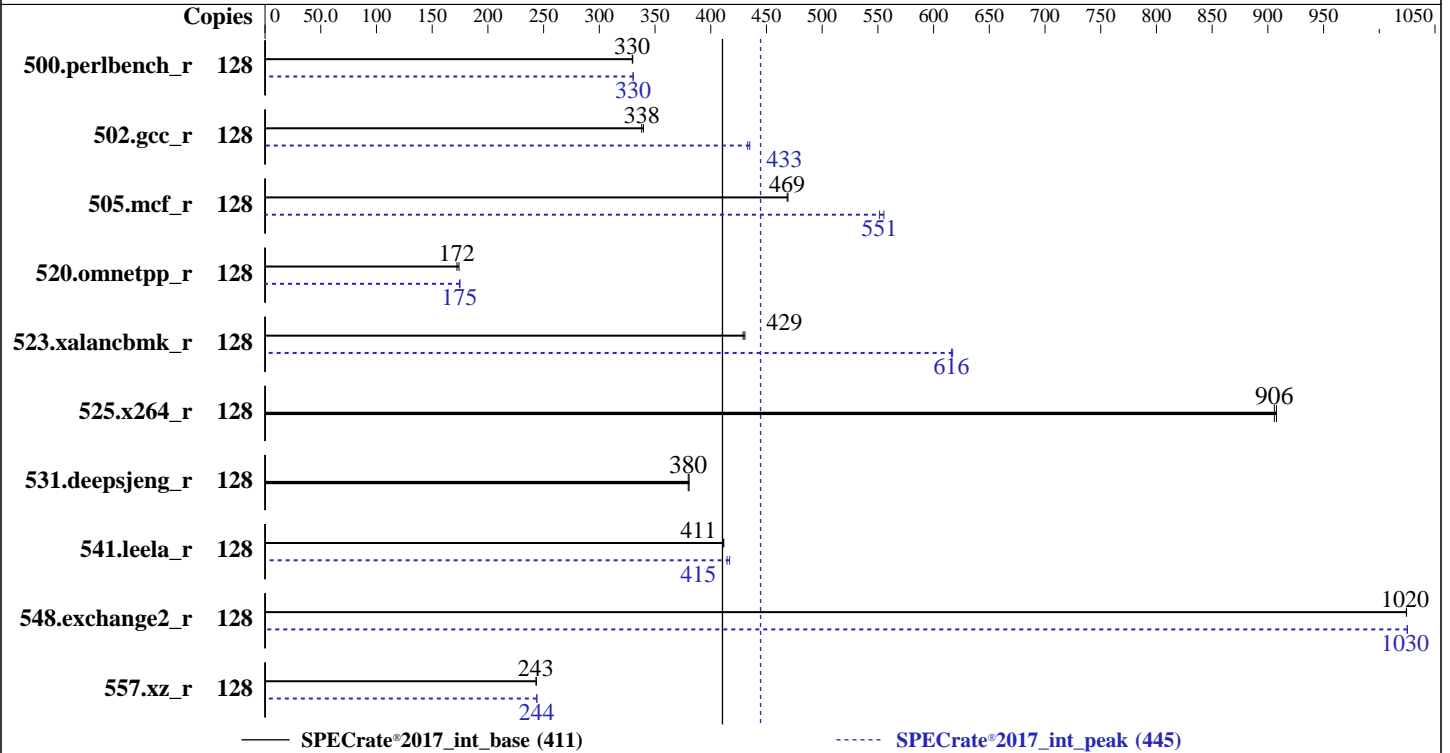 Copies 0 50.0 100 150 200 250 300 350 400 450 500 550 600 650 700 750 800 850 900 950 1050
330
500.perlbench_r 128
330
338
502.gcc_r 128
433
469
505.mcf_r 128
551
172
520.omnetpp_r 128
175
429
523.xalancbmk_r 128
616
906
525.x264_r 128
380
531.deepsjeng_r 128
411
541.leela_r 128
415
1020
548.exchange2_r 128
1030
243
557.xz_r 128
244
SPECrate®2017_int_base (411) SPECrate®2017_int_peak (445)